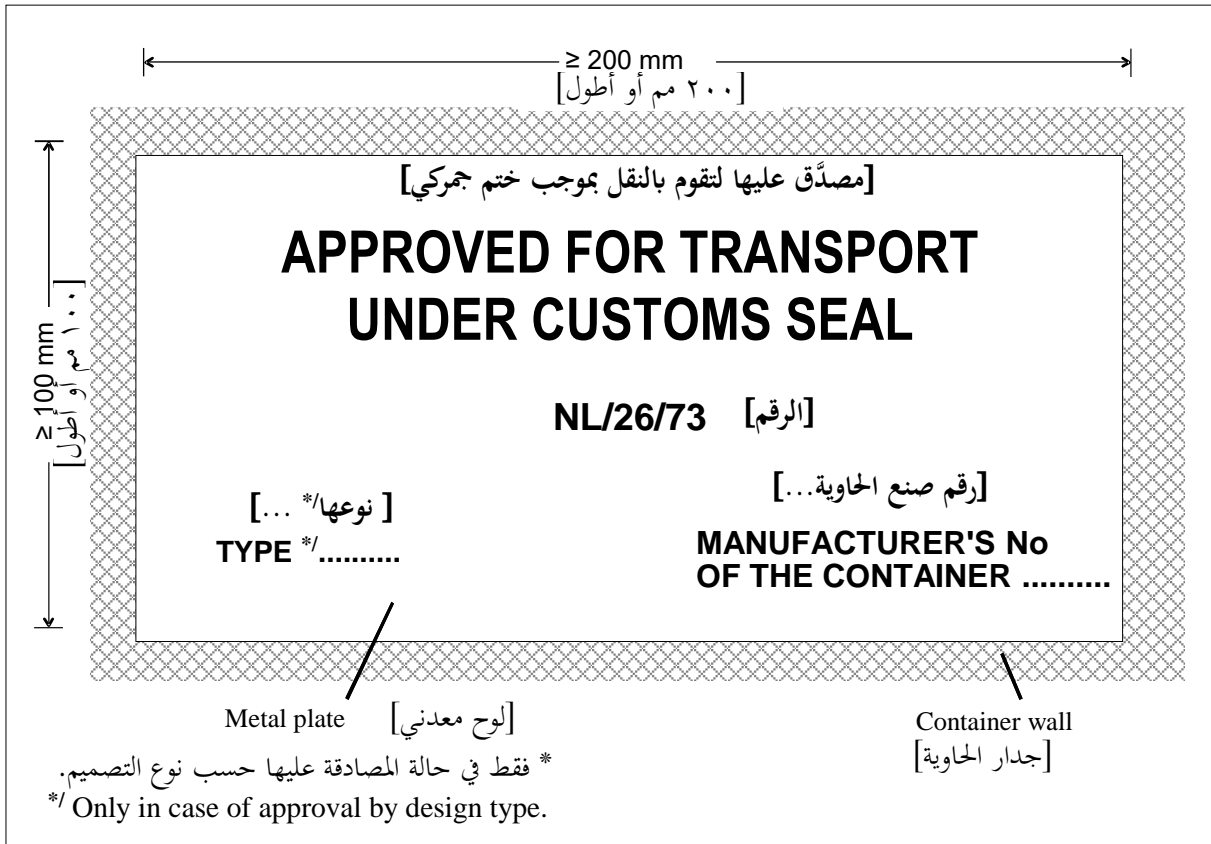 ≥ 200 mm
[٢٠٠ مم أو أطول]
[مصدَّق عليها لتقوم بالنقل بموجب ختم جمركي]
APPROVED FOR TRANSPORT
UNDER CUSTOMS SEAL
≥ 100 mm
[١٠٠ مم أو أطول]
NL/26/73 [الرقم]
[نوعها/* ...]
TYPE */..........
[رقم صنع الحاوية...]
MANUFACTURER'S No
OF THE CONTAINER ..........
Metal plate [لوح معدني]
Container wall
[جدار الحاوية]
* فقط في حالة المصادقة عليها حسب نوع التصميم.
*/ Only in case of approval by design type.